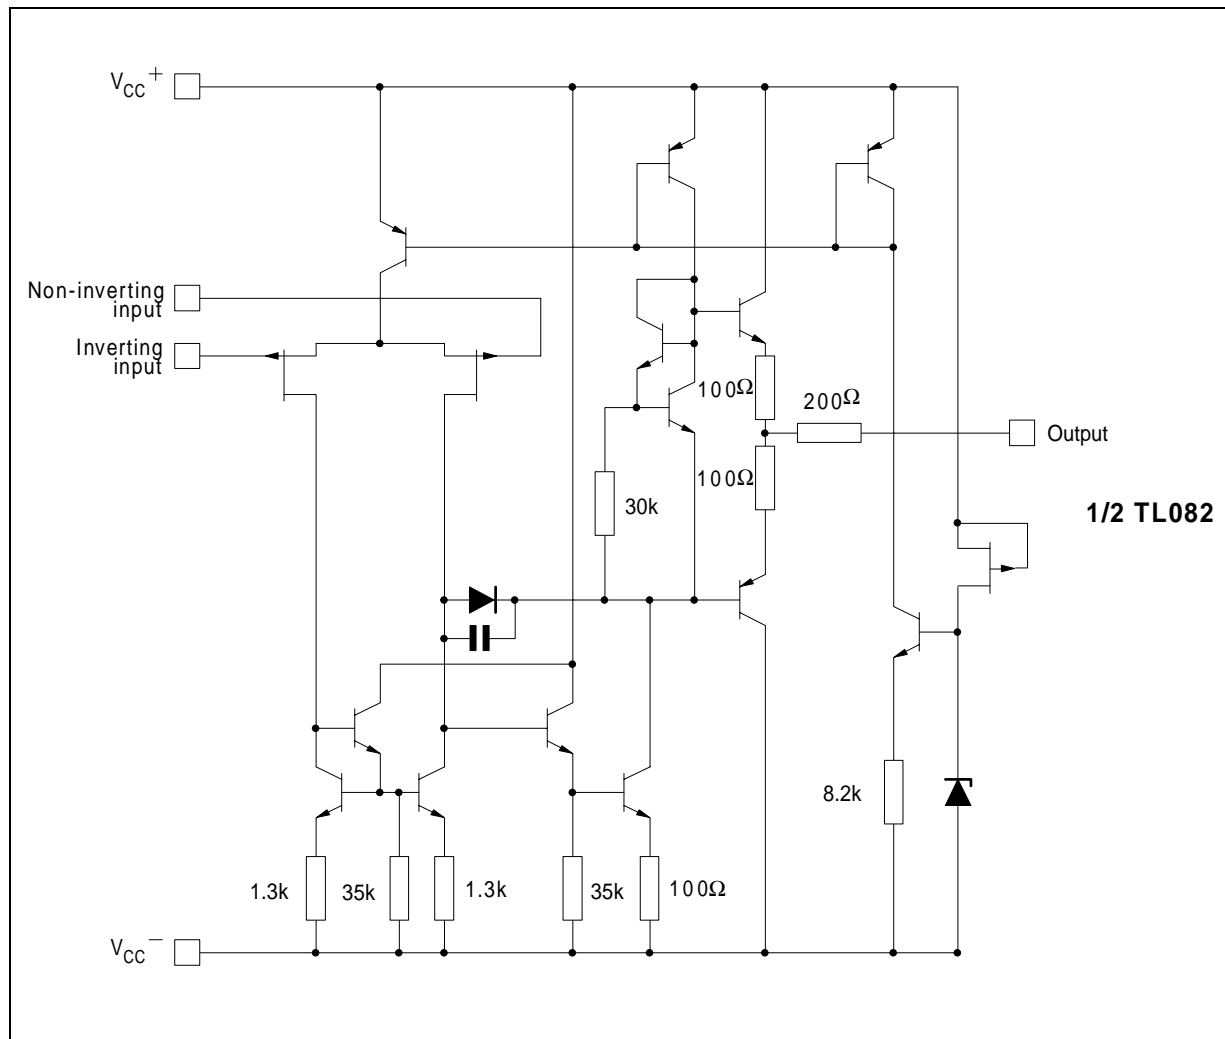 VCC+
Non-inverting
input
Inverting
input
100Ω
200Ω
Output
100Ω
30k
1/2 TL082
8.2k
1.3k
35k
1.3k
35k
100Ω
VCC−